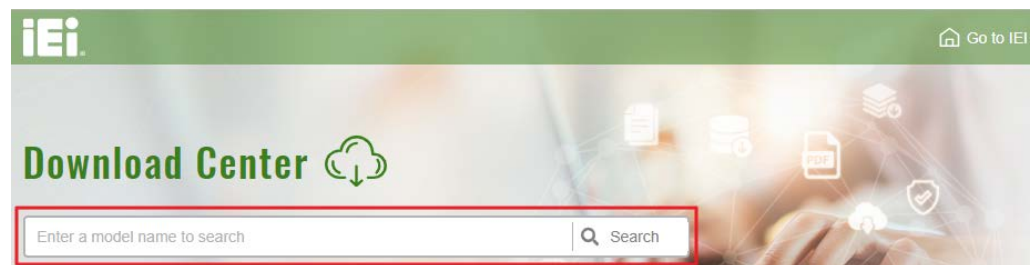 iEi.
Go to IEI
Download Center
PDF
Enter a model name to search
Search